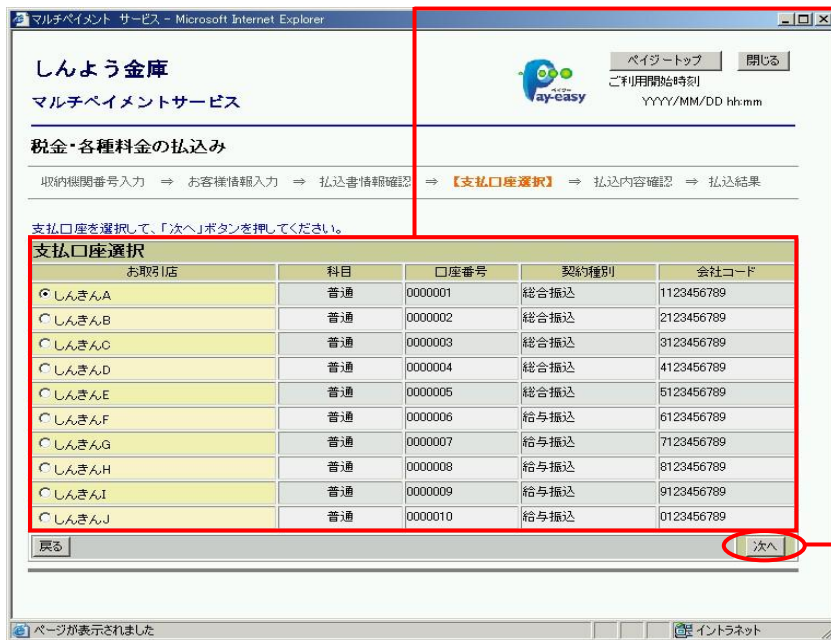 マルチペイメント サービス - Microsoft Internet Explorer
しんよう金庫
マルチペイメントサービス
ペイジー
Pay-easy
ペイジートップ 閉じる
ご利用開始時刻
YYYY/MM/DD hh:mm
税金・各種料金の払込み
収納機関番号入力 ⇒ お客様情報入力 ⇒ 払込書情報確認 ⇒ 【支払口座選択】 ⇒ 払込内容確認 ⇒ 払込結果
支払口座を選択して、「次へ」ボタンを押してください。
支払口座選択
お取引店 科目 口座番号 契約種別 会社コード
しんきんA 普通 0000001 総合振込 1123456789
しんきんB 普通 0000002 総合振込 2123456789
しんきんC 普通 0000003 総合振込 3123456789
しんきんD 普通 0000004 総合振込 4123456789
しんきんE 普通 0000005 総合振込 5123456789
しんきんF 普通 0000006 給与振込 6123456789
しんきんG 普通 0000007 給与振込 7123456789
しんきんH 普通 0000008 給与振込 8123456789
しんきんI 普通 0000009 給与振込 9123456789
しんきんJ 普通 0000010 給与振込 0123456789
戻る 次へ
ページが表示されました イントラネット